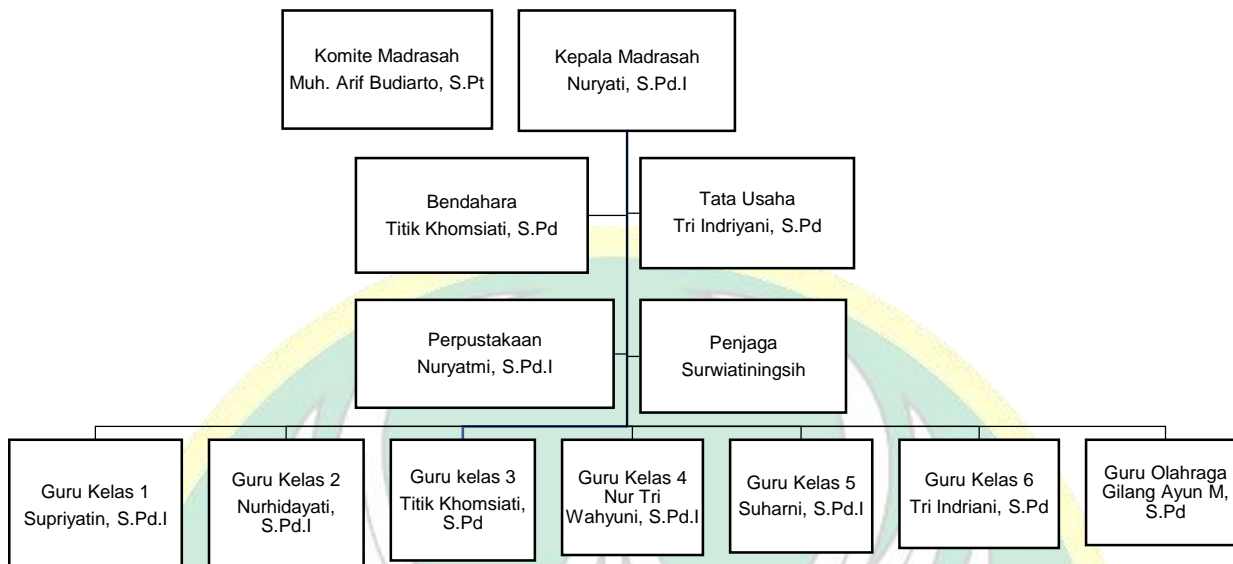 Komite Madrasah
Muh. Arif Budiarto, S.Pt
Kepala Madrasah
Nuryati, S.Pd.I
Bendahara
Titik Khomsiati, S.Pd
Tata Usaha
Tri Indriyani, S.Pd
Perpustakaan
Nuryatmi, S.Pd.I
Penjaga
Surwiatiningsih
Guru Kelas 1
Supriyatin, S.Pd.I
Guru Kelas 2
Nurhidayati,
S.Pd.I
Guru kelas 3
Titik Khomsiati,
S.Pd
Guru Kelas 4
Nur Tri
Wahyuni, S.Pd.I
Guru Kelas 5
Suharni, S.Pd.I
Guru Kelas 6
Tri Indriani, S.Pd
Guru Olahraga
Gilang Ayun M,
S.Pd